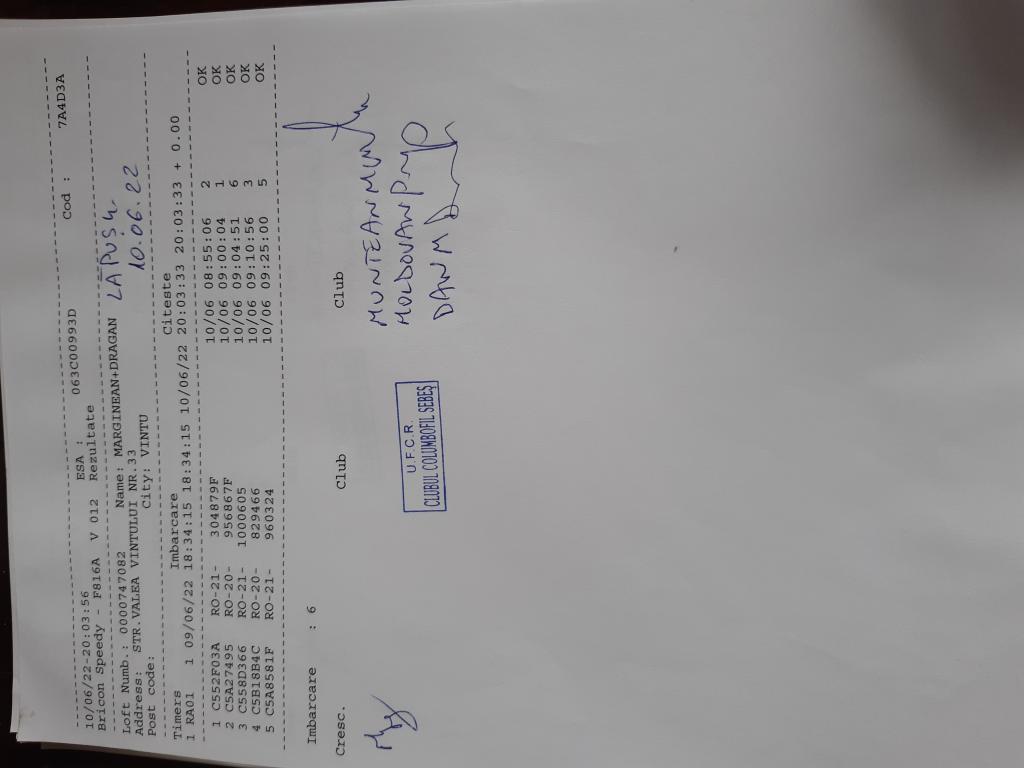 10/06/22-20:03:56 ESA :
Bricon Speedy - F816A V 012 Rezultate 063C00993D Cod : 7A4D3A
Loft Numb.: 0000747082 Name: MARGINEAN+DRAGAN LAPUS 4
Address: STR.VALEA VINTULUI NR.33 10.06.22
Post code: City: VINTU
Timers Imbarcare Citeste
1 RA01 1 09/06/22 18:34:15 18:34:15 10/06/22 20:03:33 20:03:33 + 0.00
1 C552F03A RO-21- 304879F 10/06 08:55:06 2 OK
2 C5A27495 RO-20- 956867F 10/06 09:00:04 1 OK
3 C558D366 RO-21- 1000605 10/06 09:04:51 6 OK
4 C5B18B4C RO-20- 829466 10/06 09:10:56 3 OK
5 C5A8581F RO-21- 960324 10/06 09:25:00 5 OK
Imbarcare : 6
Cresc. Club Club
MUNTEAN
MOLDOVAN
DAN M
U.F.C.R.
CLUBUL COLUMBOFIL SEBEȘ